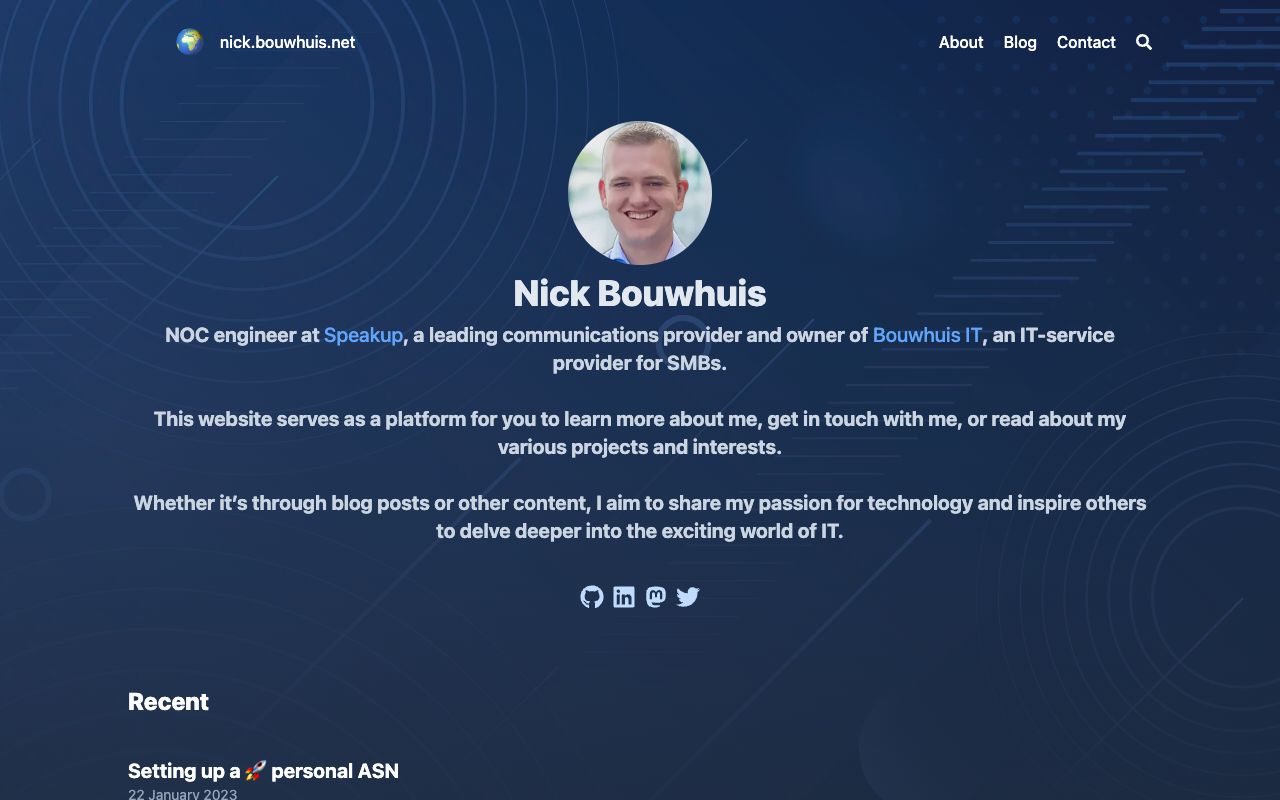 nick.bouwhuis.net
About Blog Contact
Nick Bouwhuis
NOC engineer at Speakup, a leading communications provider and owner of Bouwhuis IT, an IT-service
provider for SMBs.
This website serves as a platform for you to learn more about me, get in touch with me, or read about my
various projects and interests.
Whether it’s through blog posts or other content, I aim to share my passion for technology and inspire others
to delve deeper into the exciting world of IT.
Recent
Setting up a 🚀 personal ASN
22 January 2023